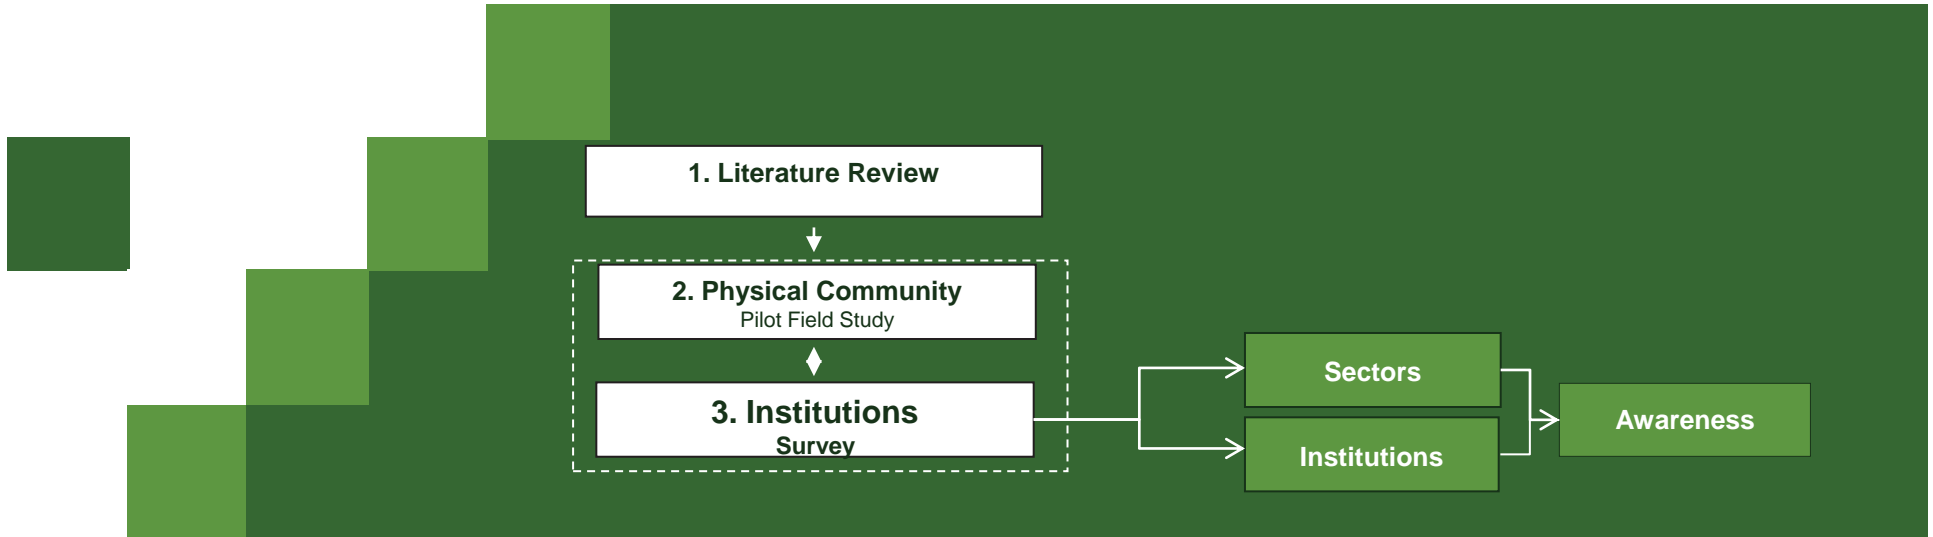 1. Literature Review
2. Physical Community
Pilot Field Study
3. Institutions
Survey
Sectors
Institutions
Awareness